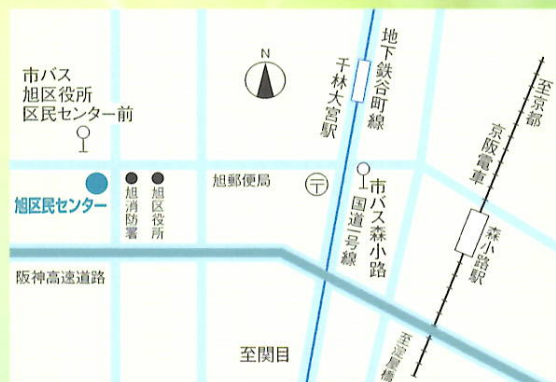 市バス
旭区役所
区民センター前
N
地下鉄谷町線
千林大宮駅
至京都
京阪電車
旭区民センター
旭消防署
旭区役所
旭郵便局
〒
市バス森小路
国道一号線
森小路駅
阪神高速道路
至関目
至淀屋橋